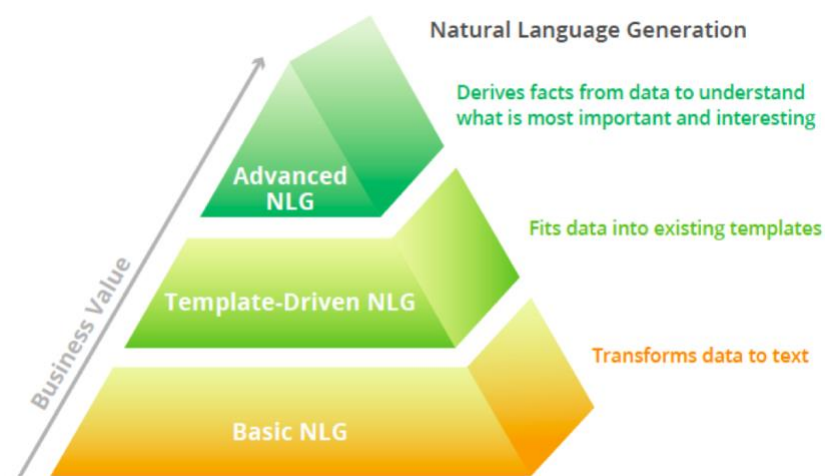 Natural Language Generation
Derives facts from data to understand
what is most important and interesting
Advanced
NLG
Fits data into existing templates
Template-Driven NLG
Business Value
Transforms data to text
Basic NLG